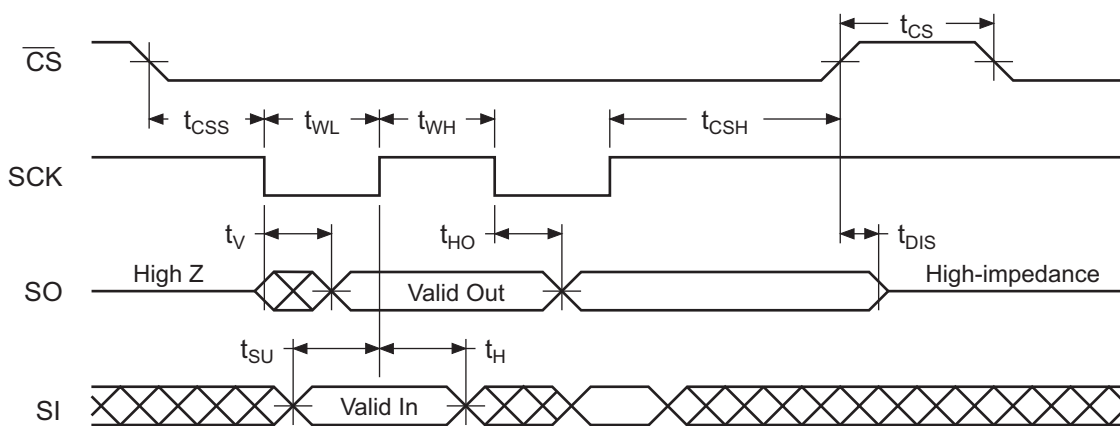 t_CS
C̅S̅
t_CSS t_WL t_WH t_CSH
SCK
t_V t_HO t_DIS
High Z High-impedance
SO Valid Out
t_SU t_H
SI Valid In